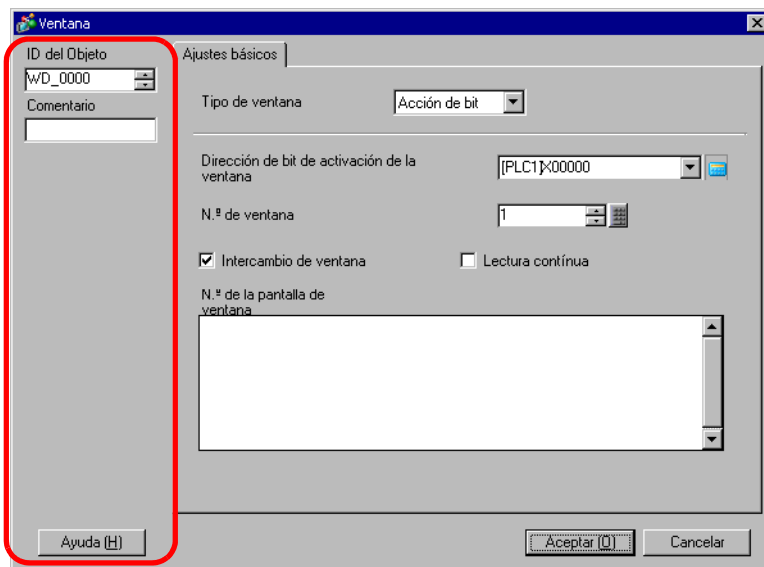 Ventana
ID del Objeto
WD_0000
Comentario
Ajustes básicos
Tipo de ventana
Acción de bit
Dirección de bit de activación de la
ventana
[PLC1]X00000
N.º de ventana
1
Intercambio de ventana
Lectura contínua
N.º de la pantalla de
ventana
Ayuda (H)
Aceptar (O)
Cancelar